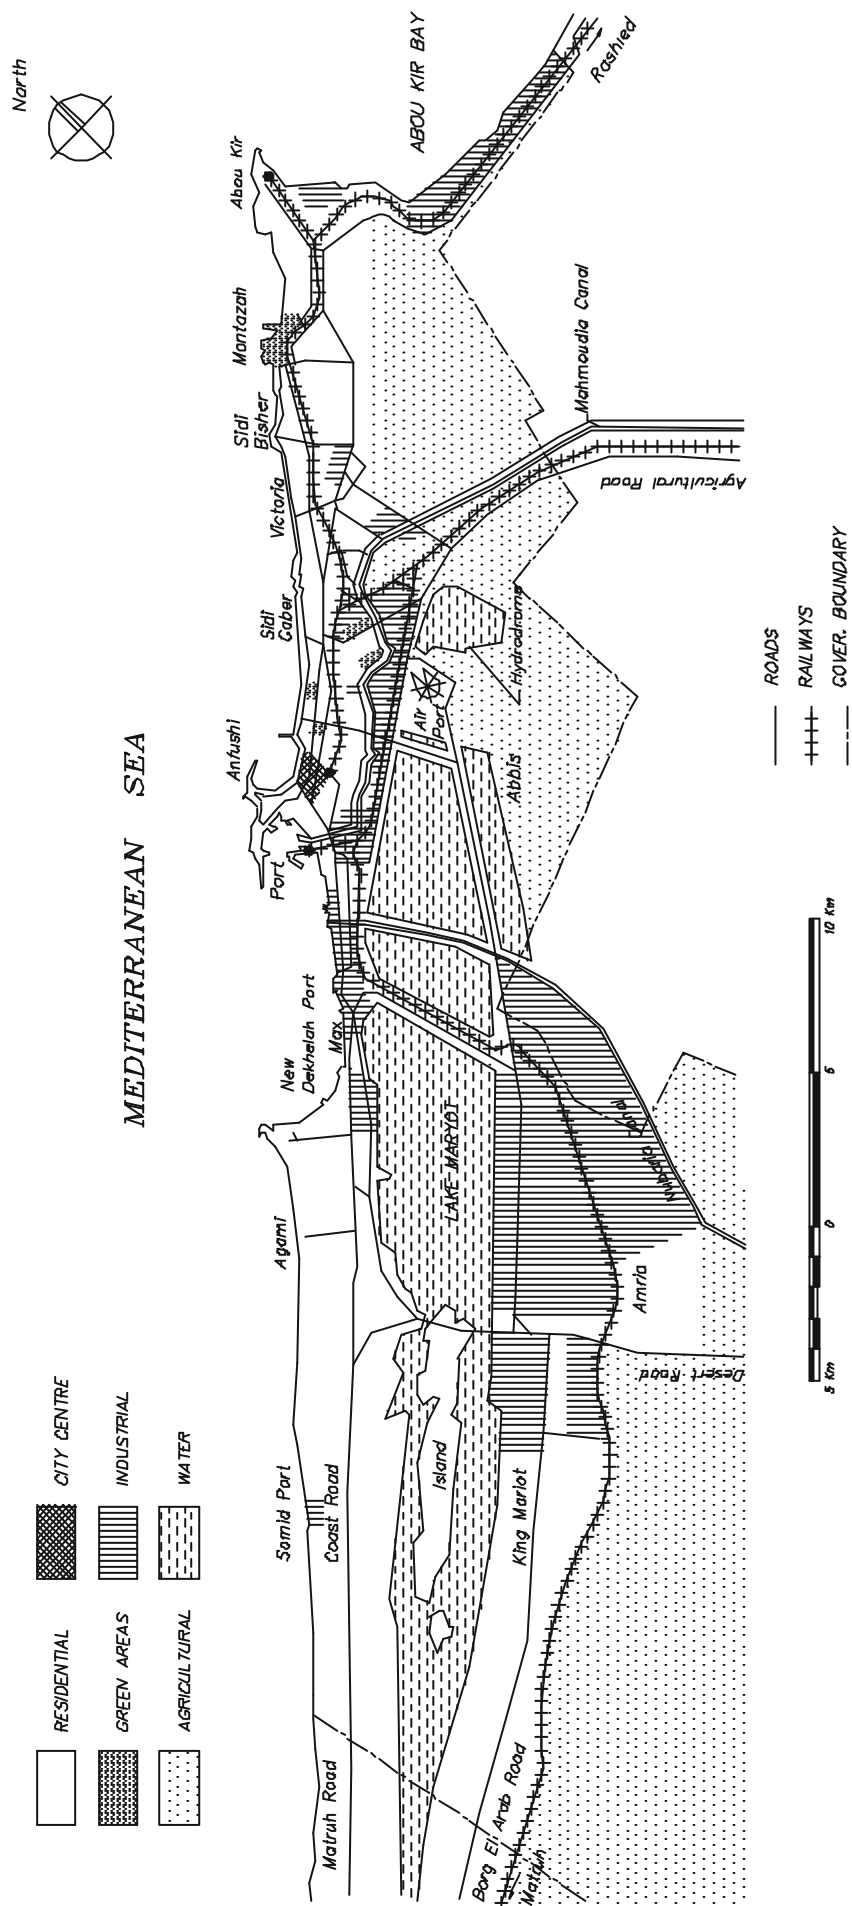 North
MEDITERRANEAN SEA
ABOU KIR BAY
Rashied
Abou Kir
Montazah
Sidi
Bisher
Victoria
Sidi
Gaber
Anfushi
Port
New
Dekhelah Port
Max
Agami
Somid Port
Coast Road
Matruh Road
Mahmoudia Canal
Agricultural Road
Hydrodrome
Air
Port
Abbis
LAKE MARYOT
Nubaria Canal
Amria
Desert Road
Island
King Mariot
Borg El Arab Road
Matruh
RESIDENTIAL
CITY CENTRE
GREEN AREAS
INDUSTRIAL
AGRICULTURAL
WATER
ROADS
RAILWAYS
GOVER. BOUNDARY
5 Km
0
5
10 Km